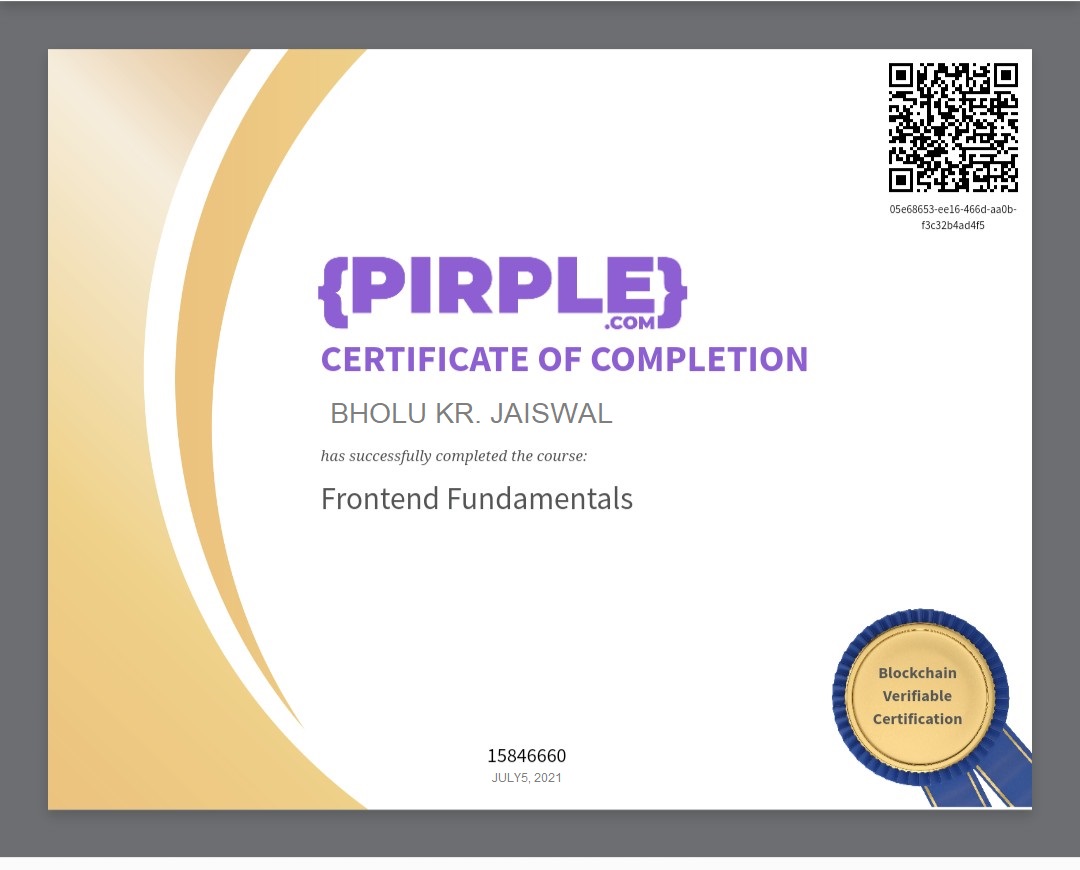 05e68653-ee16-466d-aa0b-
f3c32b4ad4f5
{PIRPLE}
.COM
CERTIFICATE OF COMPLETION
BHOLU KR. JAISWAL
has successfully completed the course:
Frontend Fundamentals
Blockchain
Verifiable
Certification
15846660
JULY5, 2021